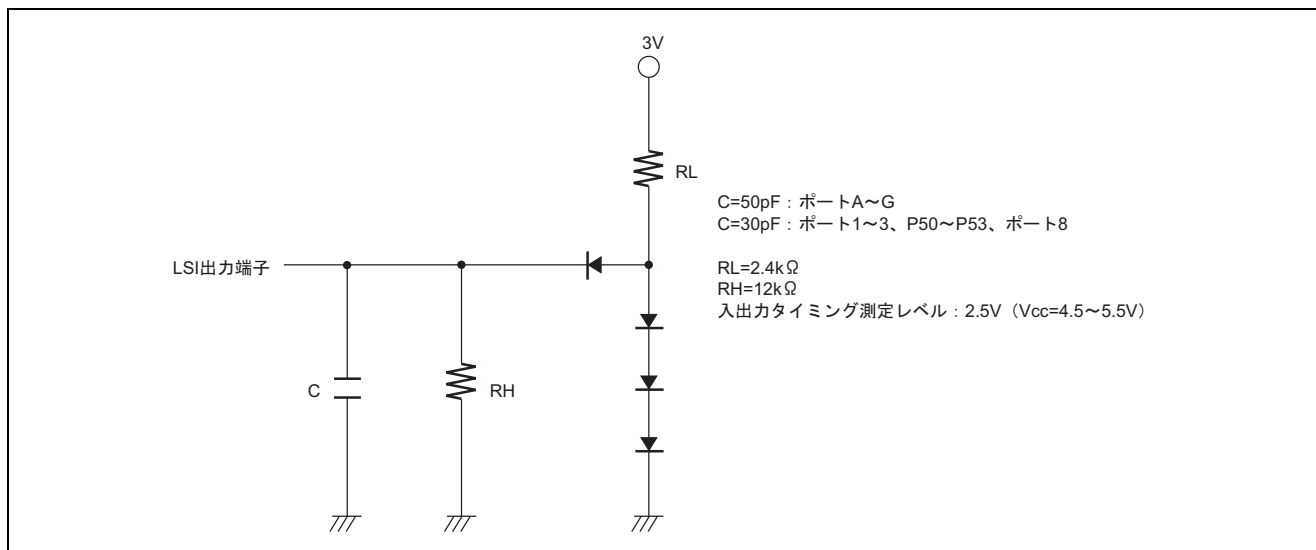 3V
RL
C=50pF：ポートA～G
C=30pF：ポート1～3、P50～P53、ポート8
LSI出力端子
RL=2.4kΩ
RH=12kΩ
入出力タイミング測定レベル：2.5V（Vcc=4.5～5.5V）
C
RH